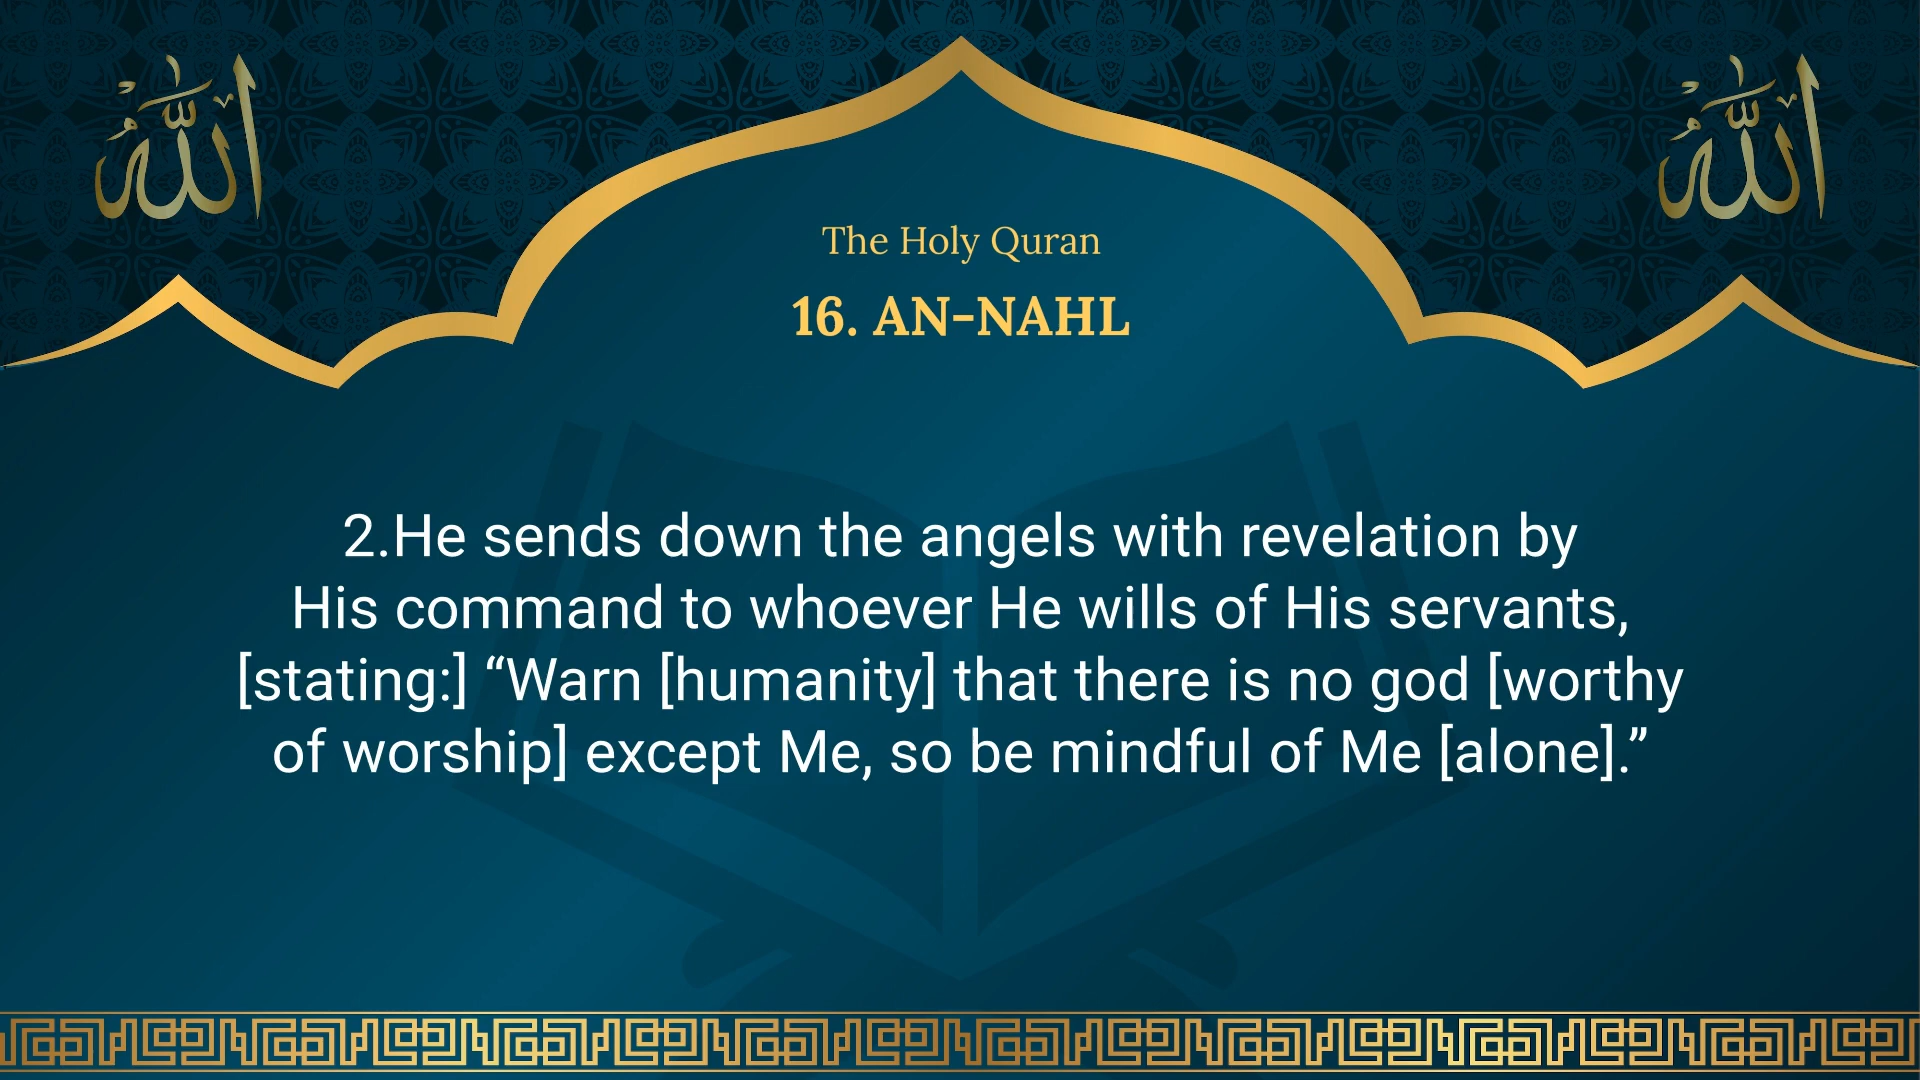 اللّٰهُ
اللّٰهُ
The Holy Quran
16. AN-NAHL
2.He sends down the angels with revelation by
His command to whoever He wills of His servants,
[stating:] “Warn [humanity] that there is no god [worthy
of worship] except Me, so be mindful of Me [alone].”